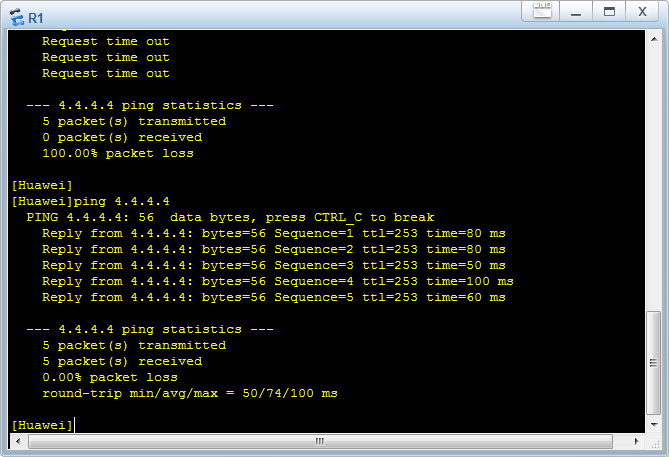 R1
Request time out
Request time out
Request time out
--- 4.4.4.4 ping statistics ---
5 packet(s) transmitted
0 packet(s) received
100.00% packet loss
[Huawei]
[Huawei]ping 4.4.4.4
PING 4.4.4.4: 56  data bytes, press CTRL_C to break
Reply from 4.4.4.4: bytes=56 Sequence=1 ttl=253 time=80 ms
Reply from 4.4.4.4: bytes=56 Sequence=2 ttl=253 time=80 ms
Reply from 4.4.4.4: bytes=56 Sequence=3 ttl=253 time=50 ms
Reply from 4.4.4.4: bytes=56 Sequence=4 ttl=253 time=100 ms
Reply from 4.4.4.4: bytes=56 Sequence=5 ttl=253 time=60 ms
--- 4.4.4.4 ping statistics ---
5 packet(s) transmitted
5 packet(s) received
0.00% packet loss
round-trip min/avg/max = 50/74/100 ms
[Huawei]